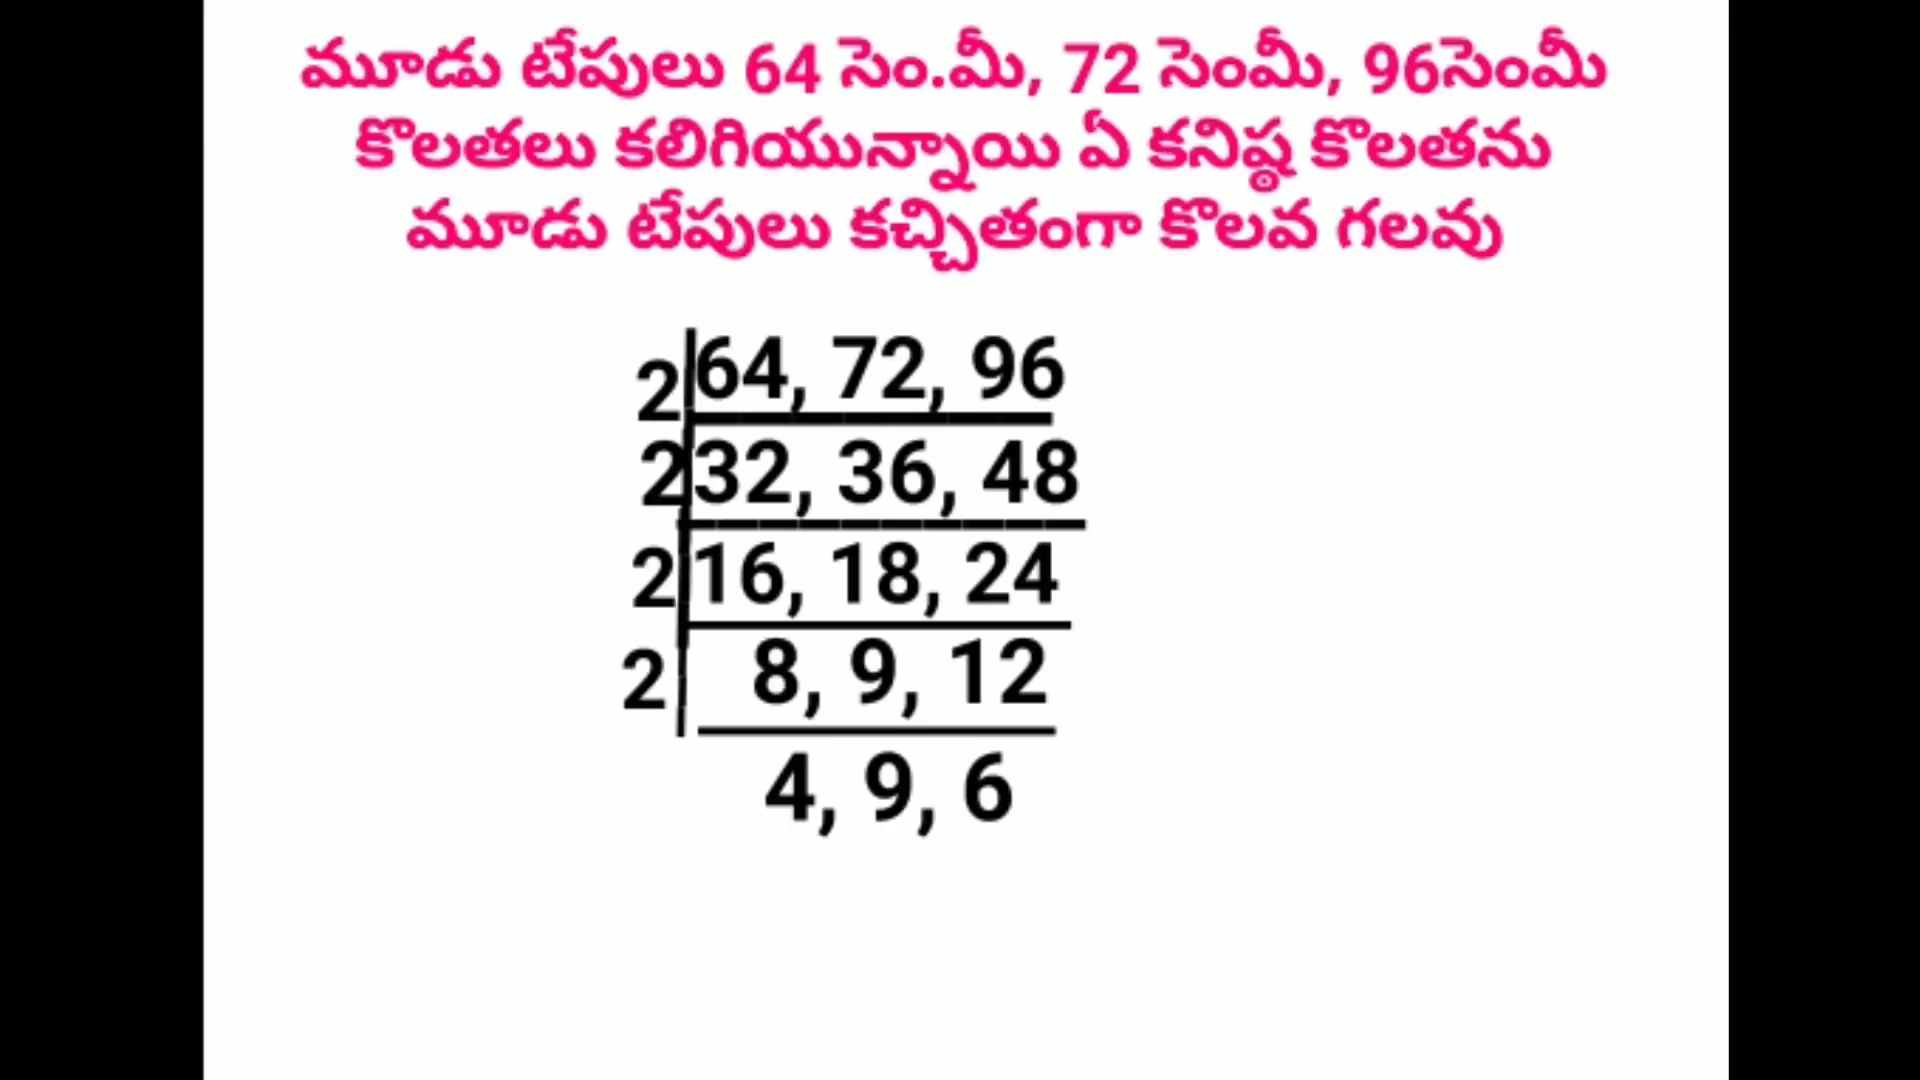 మూడు టేపులు 64 సెం.మీ, 72 సెంమీ, 96సెంమీ
కొలతలు కలిగియున్నాయి ఏ కనిష్ఠ కొలతను
మూడు టేపులు కచ్చితంగా కొలవ గలవు
2 64, 72, 96
2 32, 36, 48
2 16, 18, 24
2 8, 9, 12
4, 9, 6